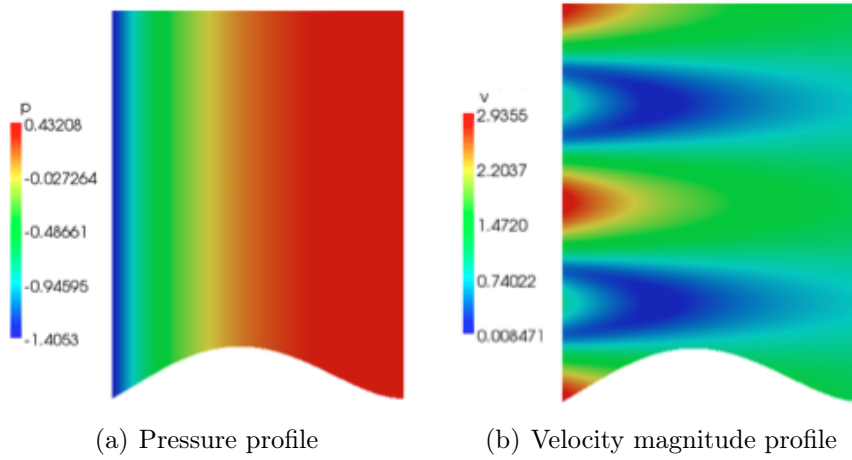 p
0.43208
-0.027264
-0.48661
-0.94595
-1.4053
v
2.9355
2.2037
1.4720
0.74022
0.008471
(a) Pressure profile
(b) Velocity magnitude profile